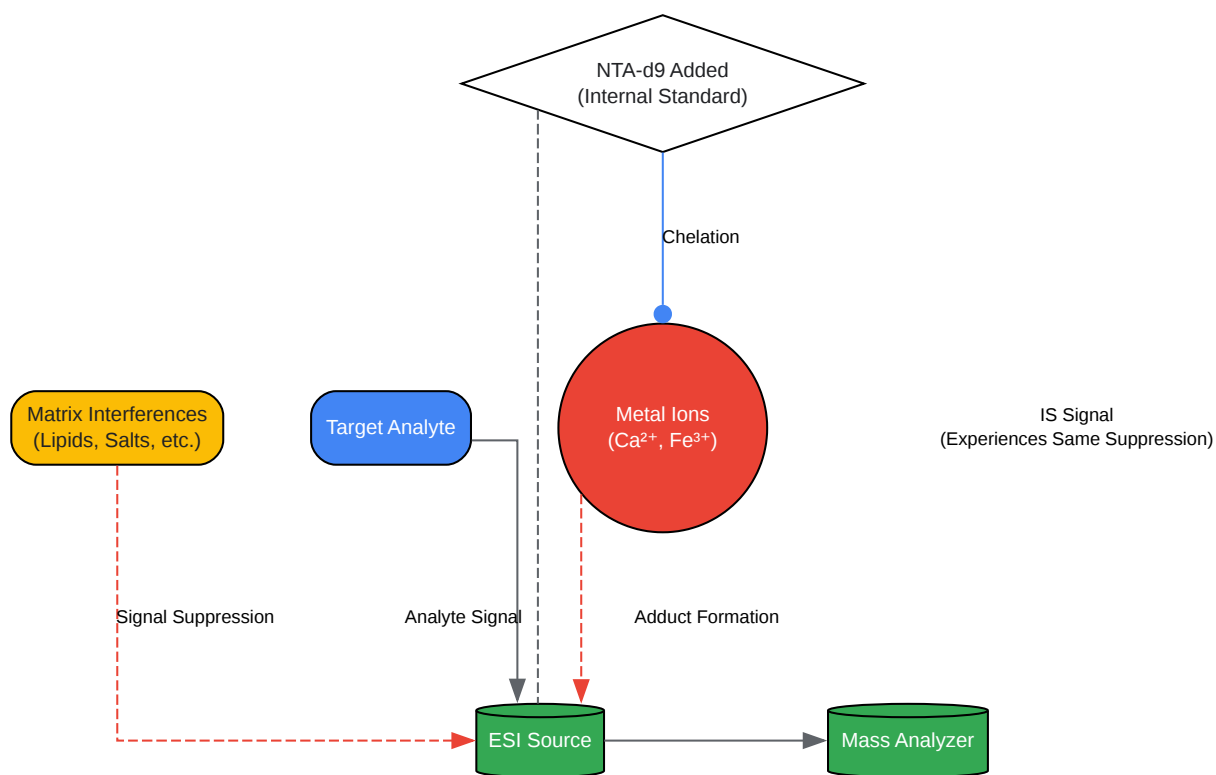 NTA-d9 Added
(Internal Standard)
Chelation
Matrix Interferences
(Lipids, Salts, etc.)
Target Analyte
Metal Ions
(Ca²⁺, Fe³⁺)
IS Signal
(Experiences Same Suppression)
Signal Suppression
Analyte Signal
Adduct Formation
ESI Source
Mass Analyzer